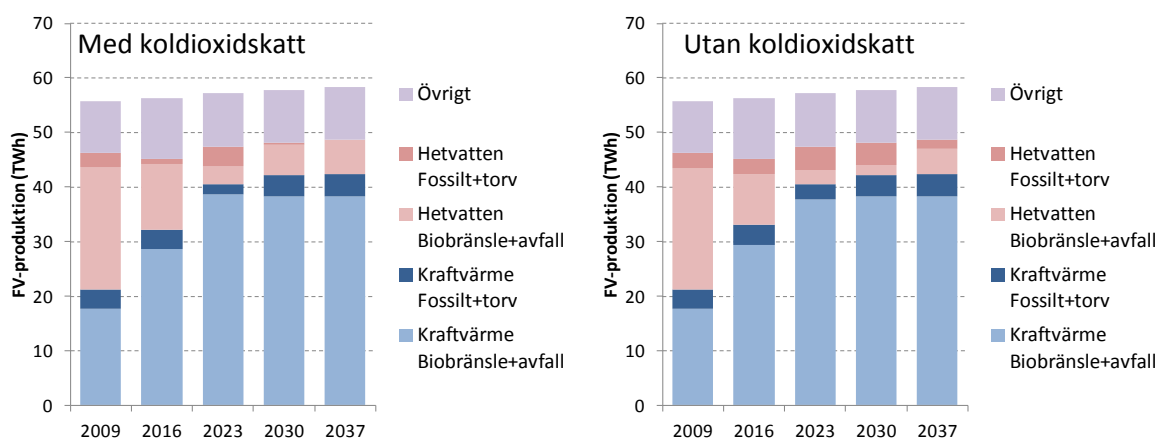 Med koldioxidskatt
FV-produktion (TWh)
70
60
50
40
30
20
10
0
2009 2016 2023 2030 2037
Övrigt
Hetvatten
Fossilt+torv
Hetvatten
Biobränsle+avfall
Kraftvärme
Fossilt+torv
Kraftvärme
Biobränsle+avfall
Utan koldioxidskatt
FV-produktion (TWh)
70
60
50
40
30
20
10
0
2009 2016 2023 2030 2037
Övrigt
Hetvatten
Fossilt+torv
Hetvatten
Biobränsle+avfall
Kraftvärme
Fossilt+torv
Kraftvärme
Biobränsle+avfall